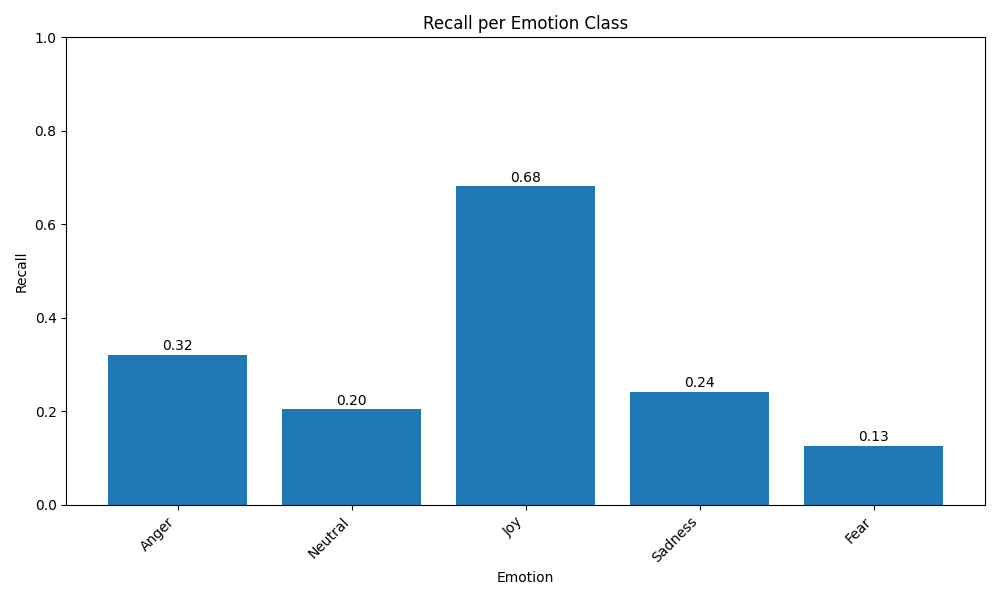 Recall per Emotion Class
1.0
0.8
0.6
0.4
0.2
0.0
Recall
0.32
0.20
0.68
0.24
0.13
Anger
Neutral
Joy
Sadness
Fear
Emotion